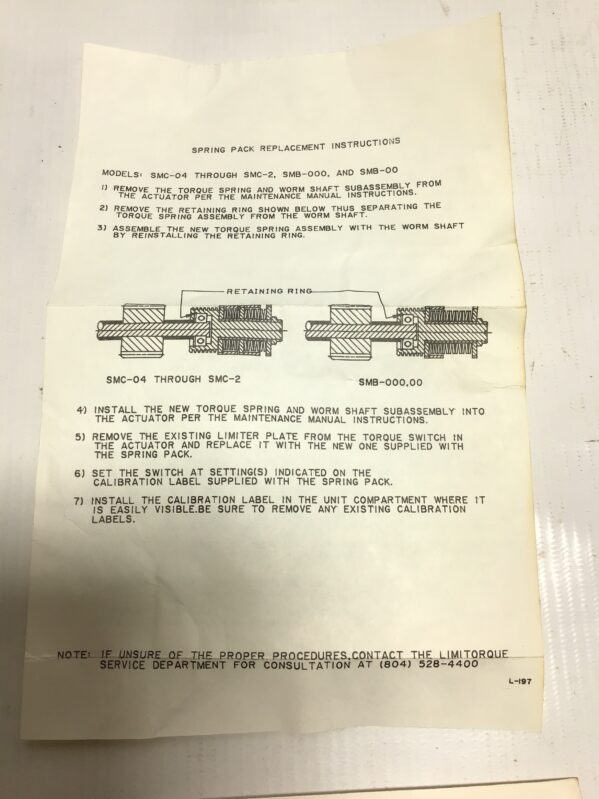 SPRING PACK REPLACEMENT INSTRUCTIONS
MODELS: SMC-04 THROUGH SMC-2, SMB-000, AND SMB-00
1) REMOVE THE TORQUE SPRING AND WORM SHAFT SUBASSEMBLY FROM
THE ACTUATOR PER THE MAINTENANCE MANUAL INSTRUCTIONS.
2) REMOVE THE RETAINING RING SHOWN BELOW THUS SEPARATING THE
TORQUE SPRING ASSEMBLY FROM THE WORM SHAFT.
3) ASSEMBLE THE NEW TORQUE SPRING ASSEMBLY WITH THE WORM SHAFT
BY REINSTALLING THE RETAINING RING.
RETAINING RING
SMC-04 THROUGH SMC-2
SMB-000,00
4) INSTALL THE NEW TORQUE SPRING AND WORM SHAFT SUBASSEMBLY INTO
THE ACTUATOR PER THE MAINTENANCE MANUAL INSTRUCTIONS.
5) REMOVE THE EXISTING LIMITER PLATE FROM THE TORQUE SWITCH IN
THE ACTUATOR AND REPLACE IT WITH THE NEW ONE SUPPLIED WITH
THE SPRING PACK.
6) SET THE SWITCH AT SETTING(S) INDICATED ON THE
CALIBRATION LABEL SUPPLIED WITH THE SPRING PACK.
7) INSTALL THE CALIBRATION LABEL IN THE UNIT COMPARTMENT WHERE IT
IS EASILY VISIBLE.BE SURE TO REMOVE ANY EXISTING CALIBRATION
LABELS.
NOTE: IF UNSURE OF THE PROPER PROCEDURES,CONTACT THE LIMITORQUE
SERVICE DEPARTMENT FOR CONSULTATION AT (804) 528-4400
L-197